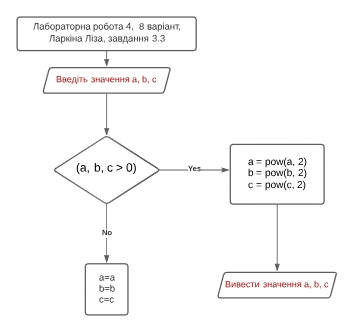 Лабораторна робота 4, 8 варіант,
Ларкіна Ліза, завдання 3.3
Введіть значення a, b, c
(a, b, c > 0)
Yes
a = pow(a, 2)
b = pow(b, 2)
c = pow(c, 2)
No
a=a
b=b
c=c
Вивести значення a, b, c